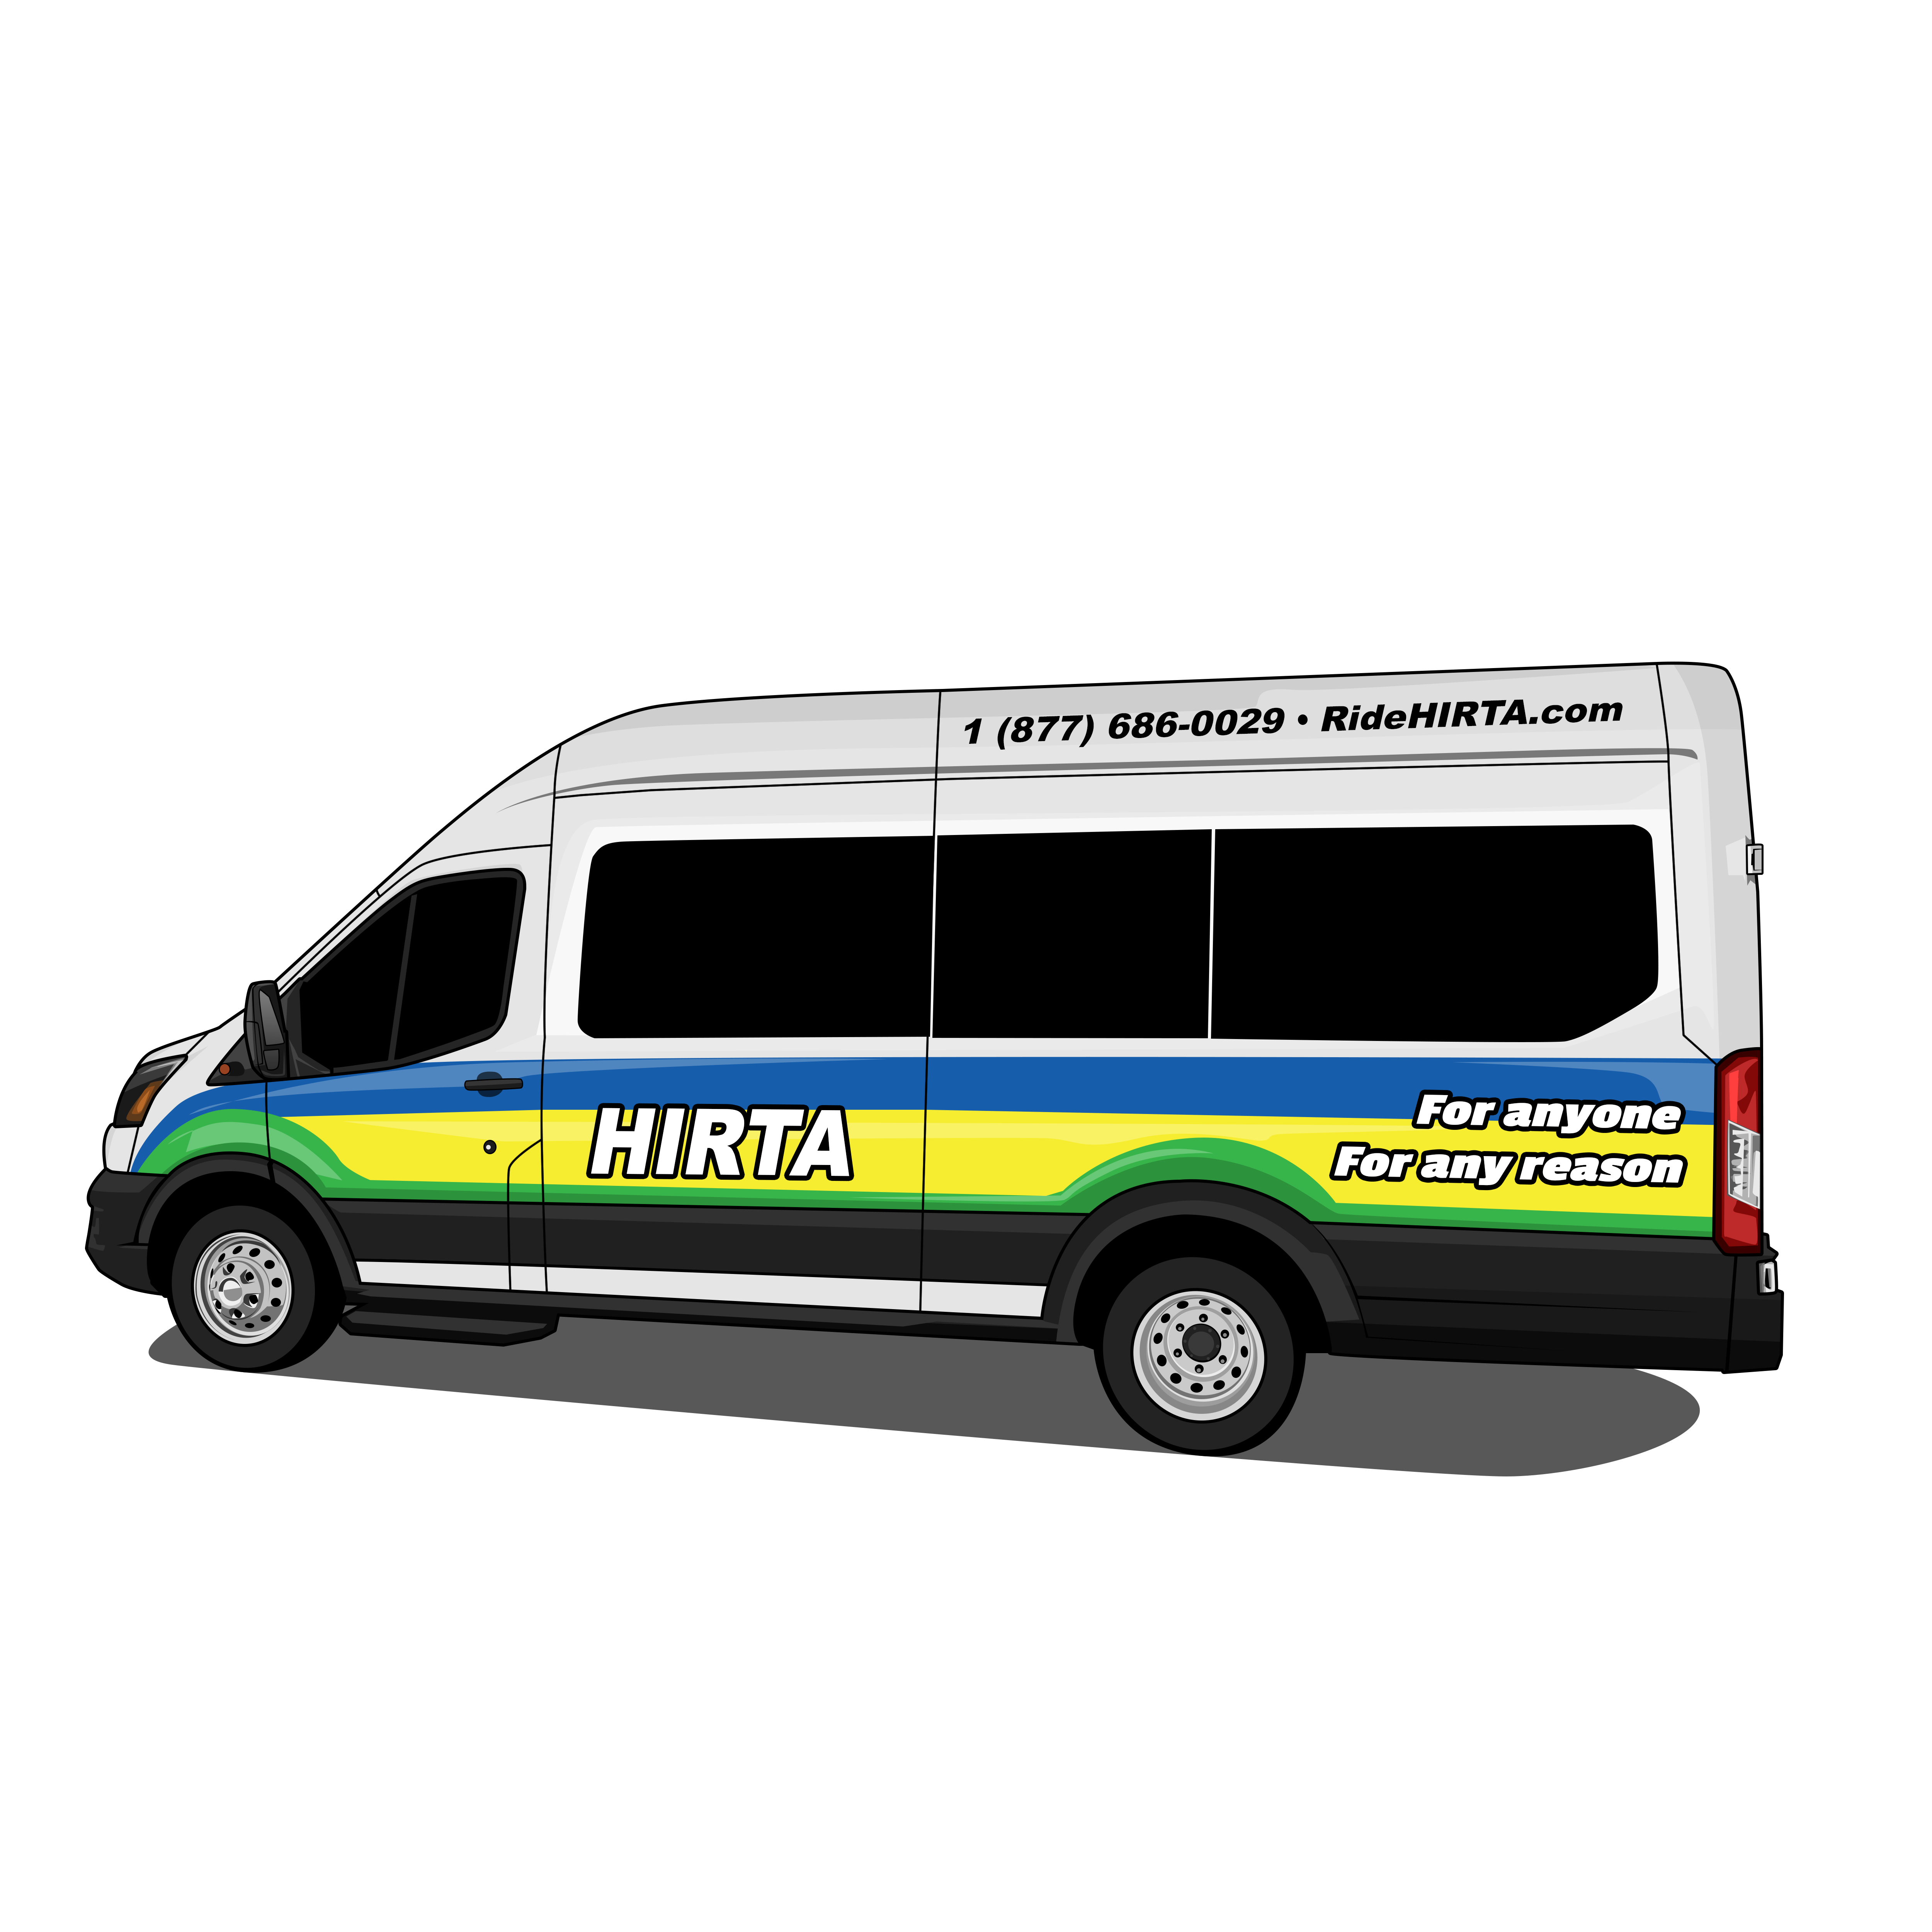 1 (877) 686-0029 • RideHIRTA.com
HIRTA
For anyone
For any reason